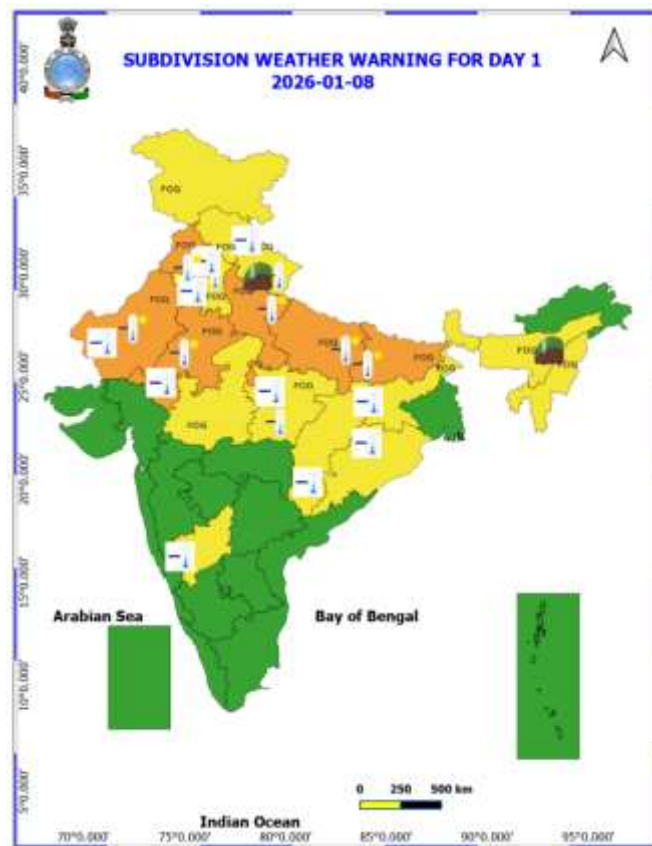 SUBDIVISION WEATHER WARNING FOR DAY 1
2026-01-08
40°0.000'
35°0.000'
30°0.000'
25°0.000'
20°0.000'
15°0.000'
10°0.000'
5°0.000'
FOG
FOG
FOG
FOG
FOG
FOG
FOG
FOG
FOG
FOG
FOG
FOG
FOG
Arabian Sea
Bay of Bengal
0 250 500 km
Indian Ocean
70°0.000' 75°0.000' 80°0.000' 85°0.000' 90°0.000' 95°0.000'